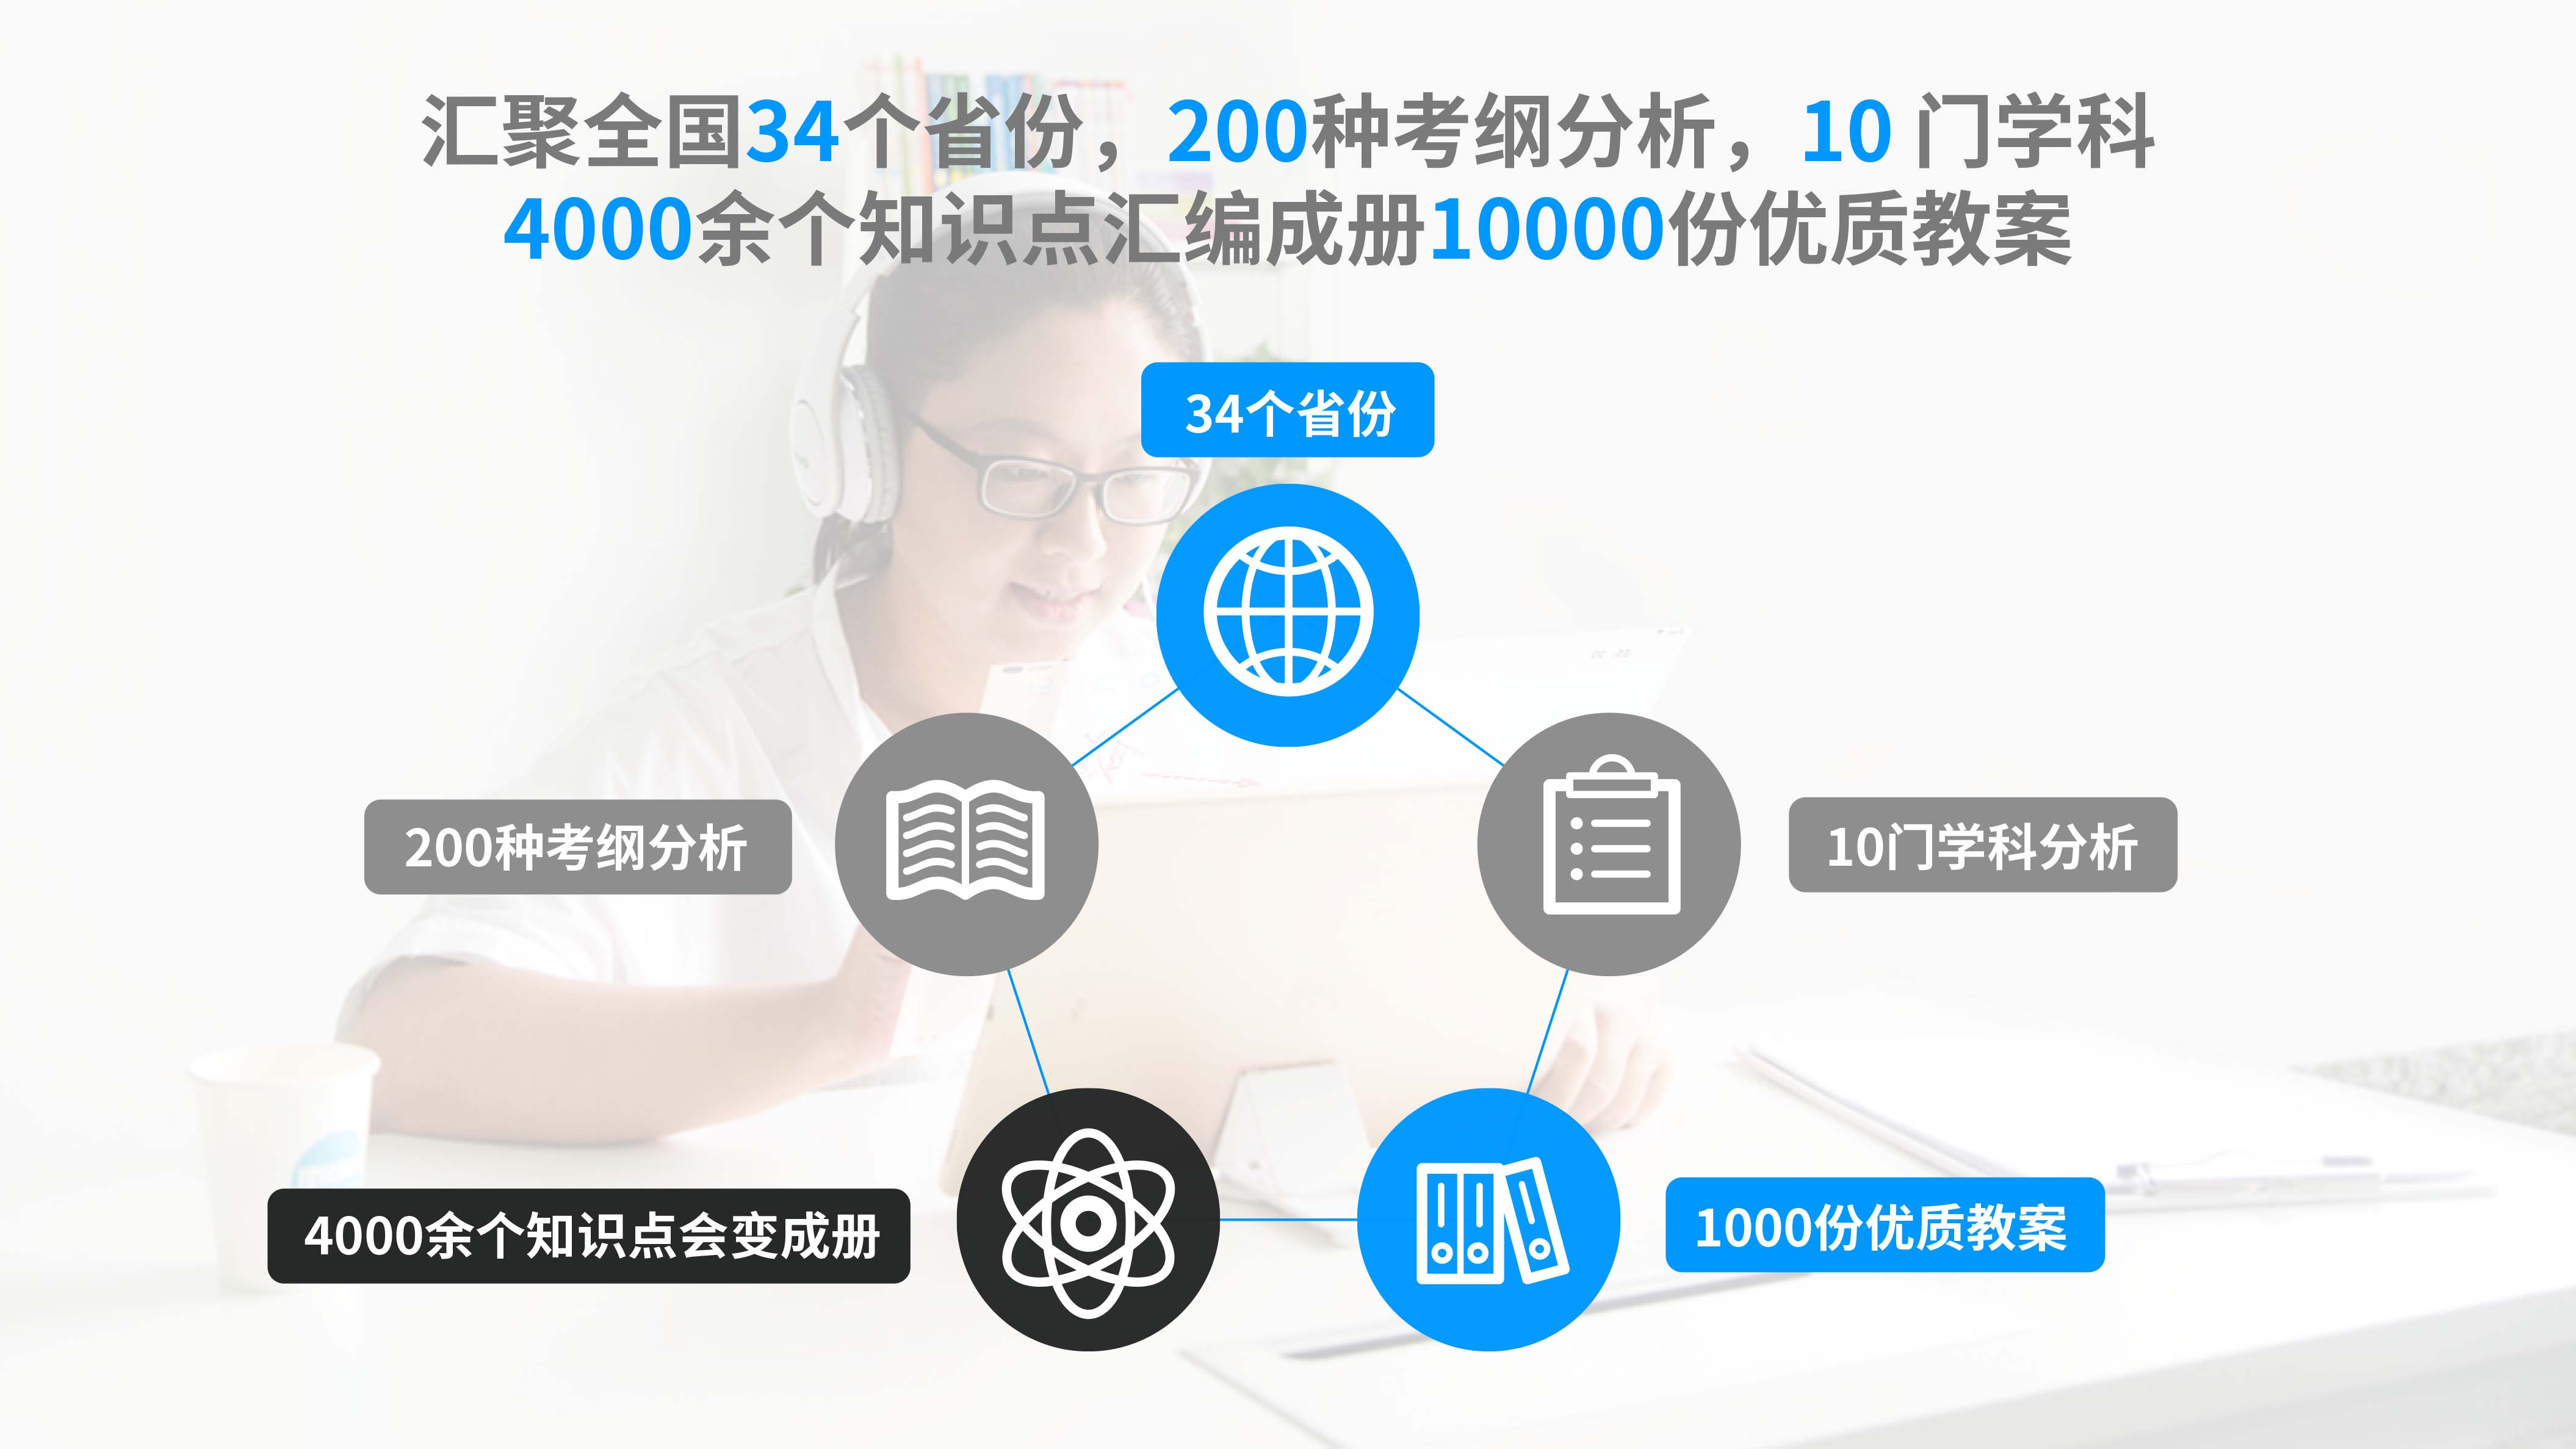 汇聚全国34个省份，200种考纲分析，10 门学科
4000余个知识点汇编成册10000份优质教案
34个省份
200种考纲分析
10门学科分析
4000余个知识点会变成册
1000份优质教案